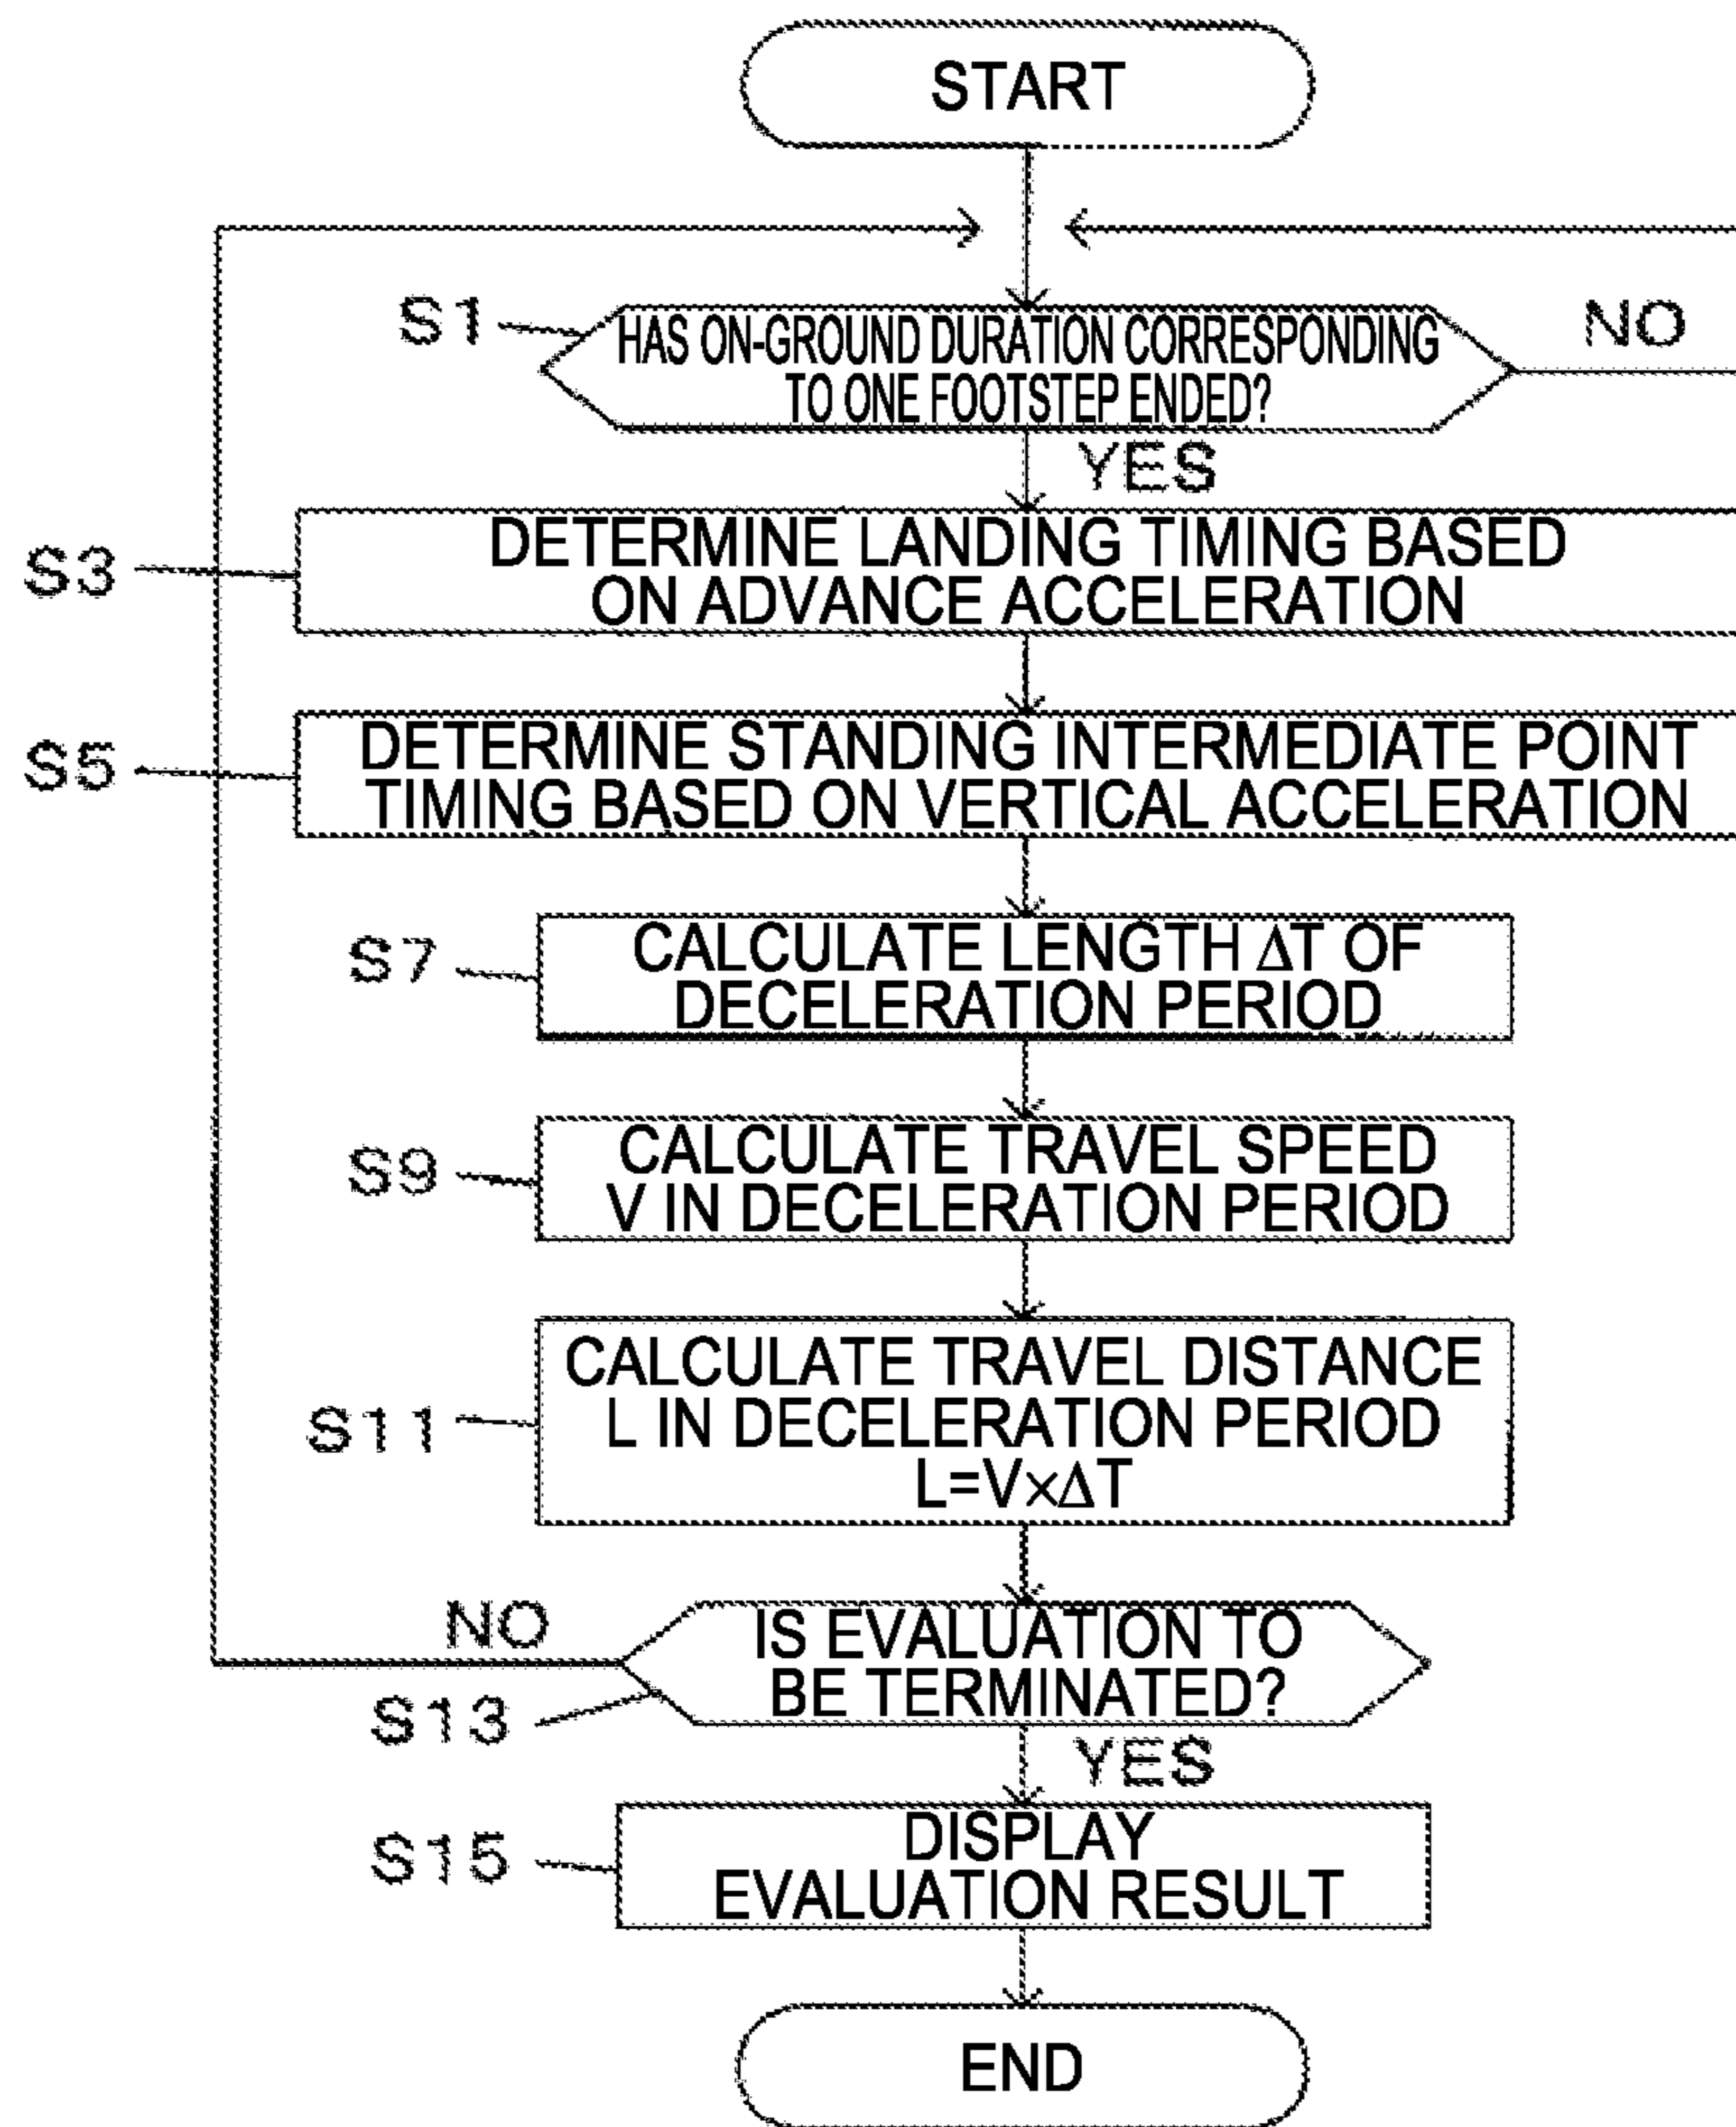 START
S1
HAS ON-GROUND DURATION CORRESPONDING
TO ONE FOOTSTEP ENDED?
NO
YES
S3
DETERMINE LANDING TIMING BASED
ON ADVANCE ACCELERATION
S5
DETERMINE STANDING INTERMEDIATE POINT
TIMING BASED ON VERTICAL ACCELERATION
S7
CALCULATE LENGTH ΔT OF
DECELERATION PERIOD
S9
CALCULATE TRAVEL SPEED
V IN DECELERATION PERIOD
S11
CALCULATE TRAVEL DISTANCE
L IN DECELERATION PERIOD
L=V×ΔT
NO
S13
IS EVALUATION TO
BE TERMINATED?
YES
S15
DISPLAY
EVALUATION RESULT
END